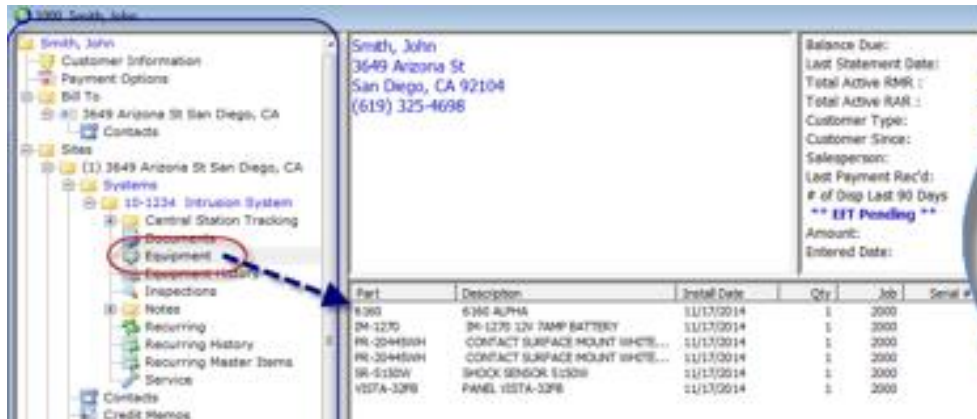 1000 Smith, John
Smith, John
Customer Information
Payment Options
Bill To
3649 Arizona St San Diego, CA
Contacts
Sites
(1) 3649 Arizona St San Diego, CA
Systems
10-1234 Intrusion System
Central Station Tracking
Documents
Equipment
Equipment History
Inspections
Notes
Recurring
Recurring History
Recurring Master Items
Service
Contacts
Credit Memos
Smith, John
3649 Arizona St
San Diego, CA 92104
(619) 325-4698
Balance Due:
Last Statement Date:
Total Active RMR :
Total Active RAR :
Customer Type:
Customer Since:
Salesperson:
Last Payment Rec'd:
# of Disp Last 90 Days
** EFT Pending **
Amount:
Entered Date:
Part Description Install Date Qty Job Serial #
6160 6160 ALPHA 11/17/2014 1 2000
IM-1270 IM-1270 12V 7AMP BATTERY 11/17/2014 1 2000
CONTACT SURFACE MOUNT WHITE... 11/17/2014 1 2000
CONTACT SURFACE MOUNT WHITE... 11/17/2014 1 2000
SR-5150W SHOCK SENSOR 5150W 11/17/2014 1 2000
VISTA-32FB PANEL VISTA-32FB 11/17/2014 1 2000